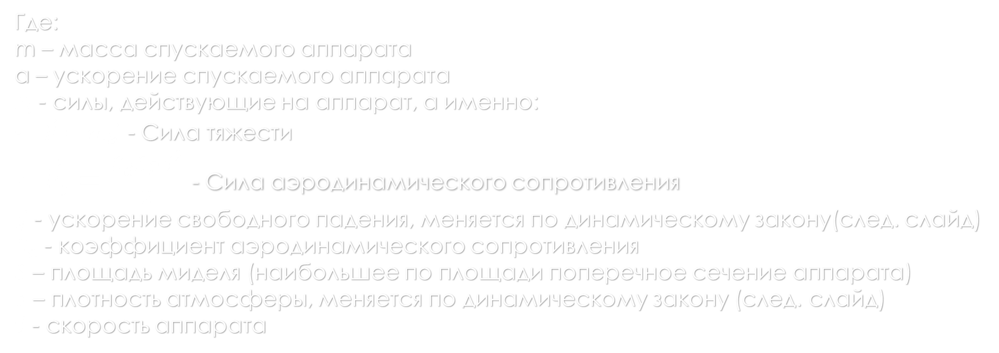 Где:
m – масса спускаемого аппарата
a – ускорение спускаемого аппарата
- силы, действующие на аппарат, а именно:
- Сила тяжести
- Сила аэродинамического сопротивления
- ускорение свободного падения, меняется по динамическому закону(след. слайд)
- коэффициент аэродинамического сопротивления
– площадь миделя (наибольшее по площади поперечное сечение аппарата)
– плотность атмосферы, меняется по динамическому закону (след. слайд)
- скорость аппарата